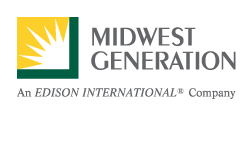 MIDWEST
GENERATION
An EDISON INTERNATIONAL® Company